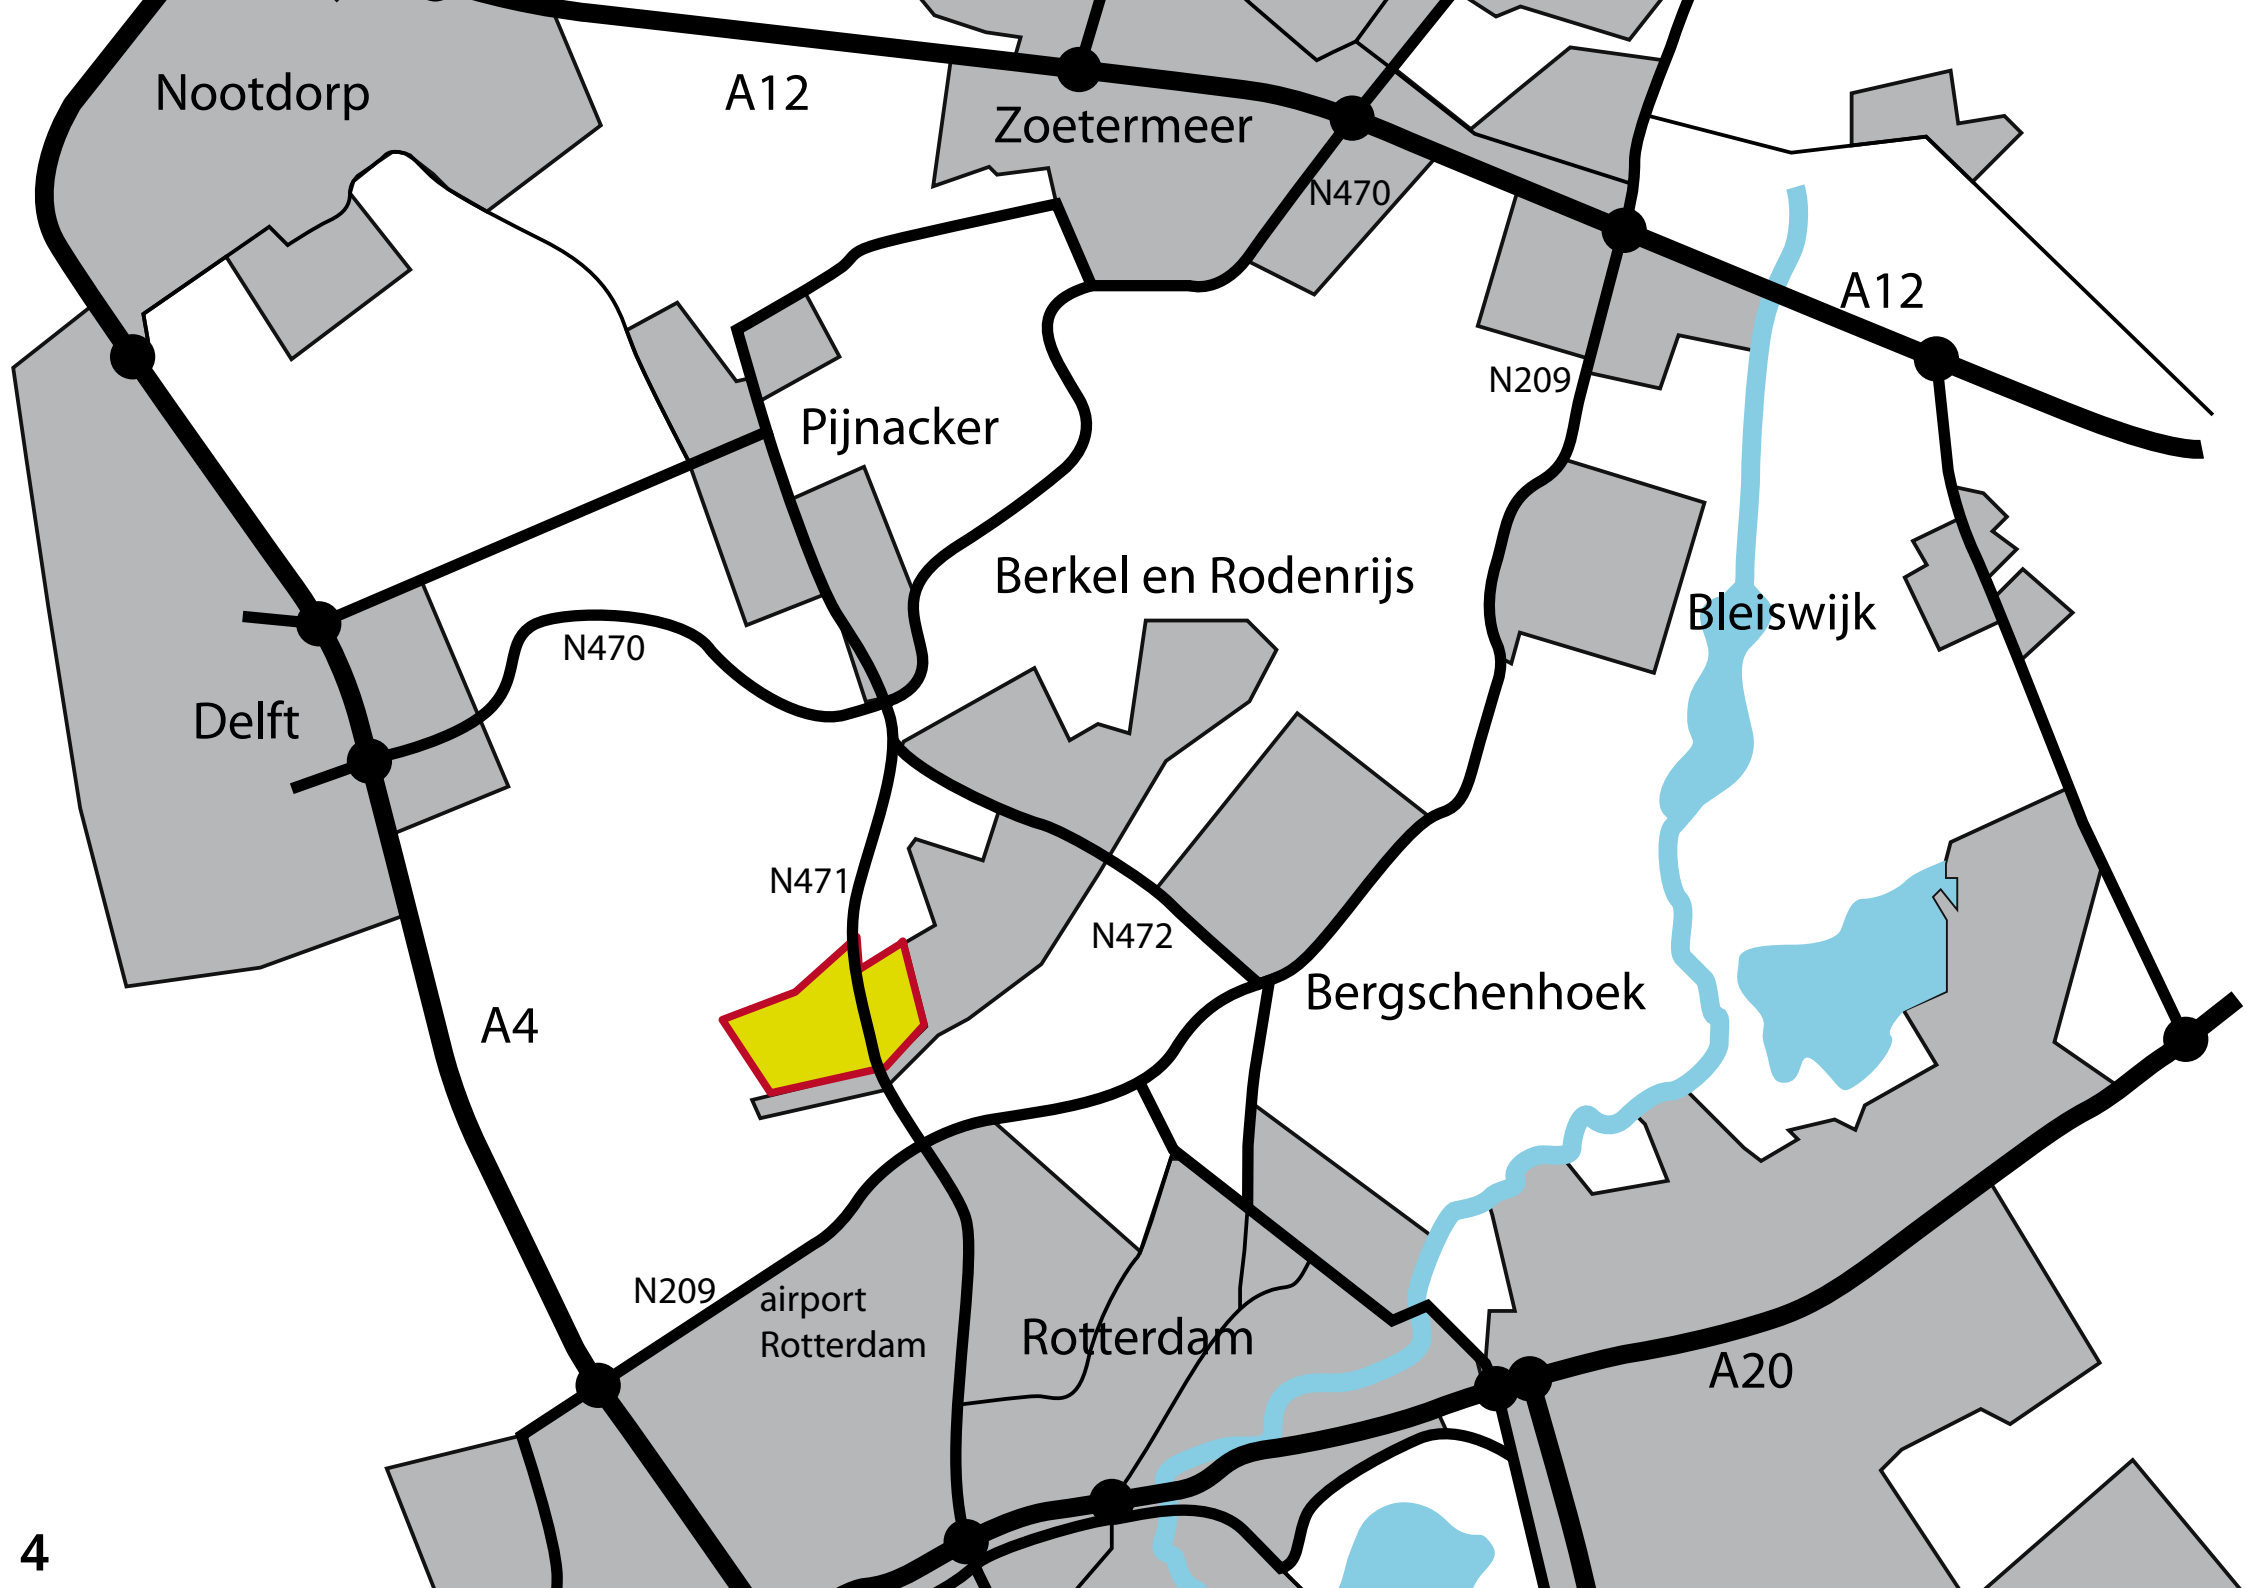 Nootdorp
A12
Zoetermeer
N470
A12
N209
Pijnacker
Berkel en Rodenrijs
Bleiswijk
N470
Delft
N471
N472
Bergschenhoek
A4
N209
airport
Rotterdam
Rotterdam
A20
4